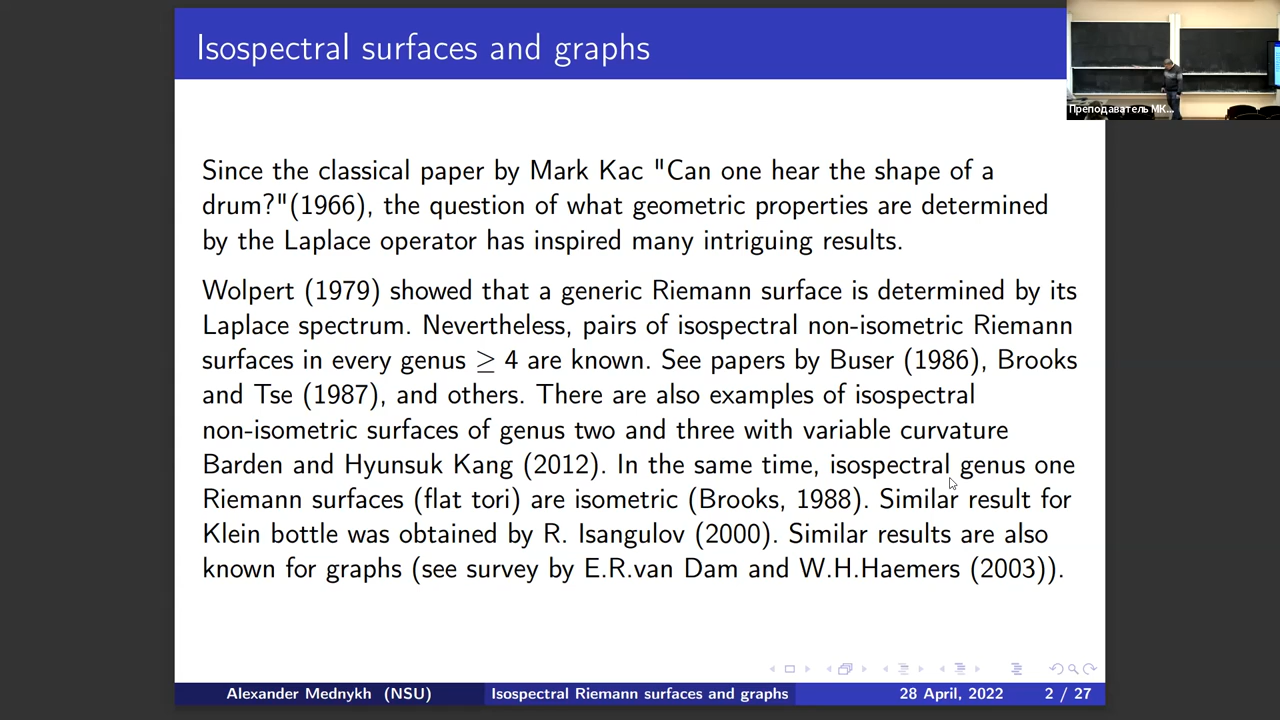 Isospectral surfaces and graphs
Преподаватель МК...
Since the classical paper by Mark Kac "Can one hear the shape of a
drum?"(1966), the question of what geometric properties are determined
by the Laplace operator has inspired many intriguing results.
Wolpert (1979) showed that a generic Riemann surface is determined by its
Laplace spectrum. Nevertheless, pairs of isospectral non-isometric Riemann
surfaces in every genus ≥ 4 are known. See papers by Buser (1986), Brooks
and Tse (1987), and others. There are also examples of isospectral
non-isometric surfaces of genus two and three with variable curvature
Barden and Hyunsuk Kang (2012). In the same time, isospectral genus one
Riemann surfaces (flat tori) are isometric (Brooks, 1988). Similar result for
Klein bottle was obtained by R. Isangulov (2000). Similar results are also
known for graphs (see survey by E.R.van Dam and W.H.Haemers (2003)).
Alexander Mednykh (NSU) Isospectral Riemann surfaces and graphs 28 April, 2022 2 / 27